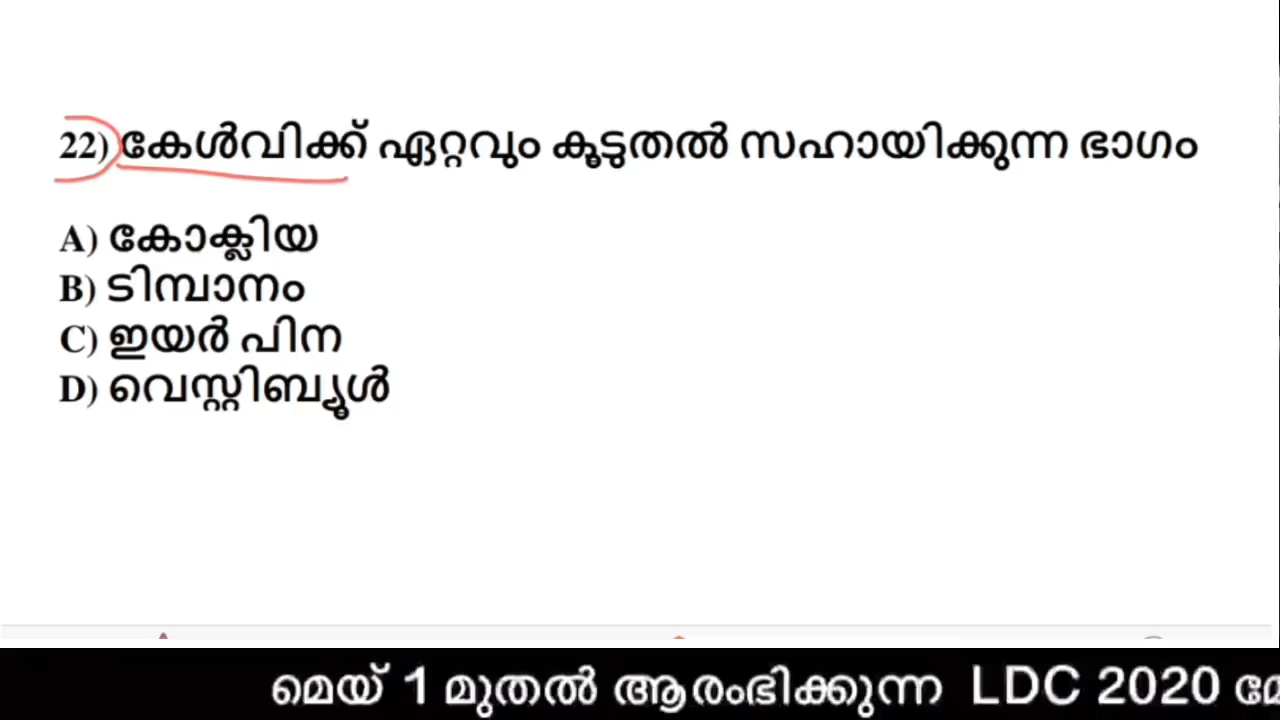 22) കേൾവിക്ക് ഏറ്റവും കൂടുതൽ സഹായിക്കുന്ന ഭാഗം
A) കോക്ലിയ
B) ടിമ്പാനം
C) ഇയർ പിന
D) വെസ്റ്റിബ്യൂൾ
മെയ് 1 മുതൽ ആരംഭിക്കുന്ന LDC 2020